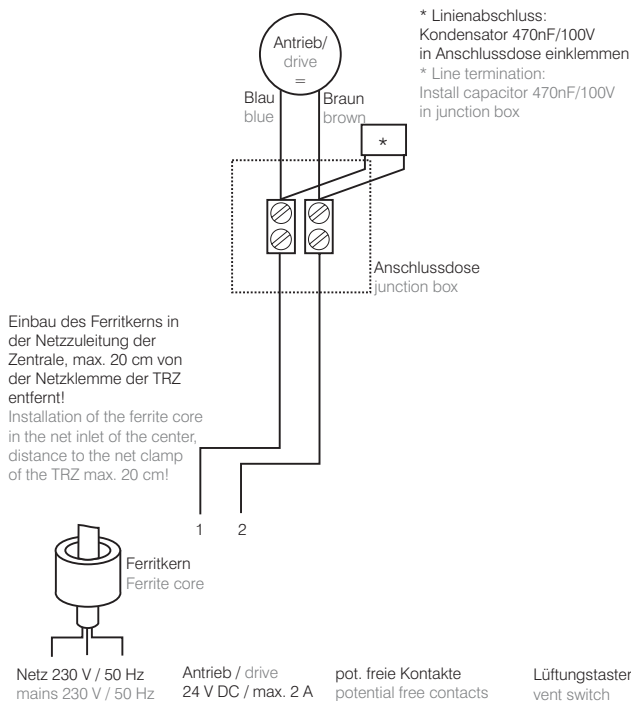 * Linienabschluss:
Kondensator 470nF/100V
in Anschlussdose einklemmen
* Line termination:
Install capacitor 470nF/100V
in junction box
Antrieb/
drive
=
Blau
blue
Braun
brown
*
Anschlussdose
junction box
Einbau des Ferritkerns in
der Netzzuleitung der
Zentrale, max. 20 cm von
der Netzklemme der TRZ
entfernt!
Installation of the ferrite core
in the net inlet of the center,
distance to the net clamp
of the TRZ max. 20 cm!
1 2
Ferritkern
Ferrite core
Netz 230 V / 50 Hz
mains 230 V / 50 Hz
Antrieb / drive
24 V DC / max. 2 A
pot. freie Kontakte
potential free contacts
Lüftungstaster
vent switch